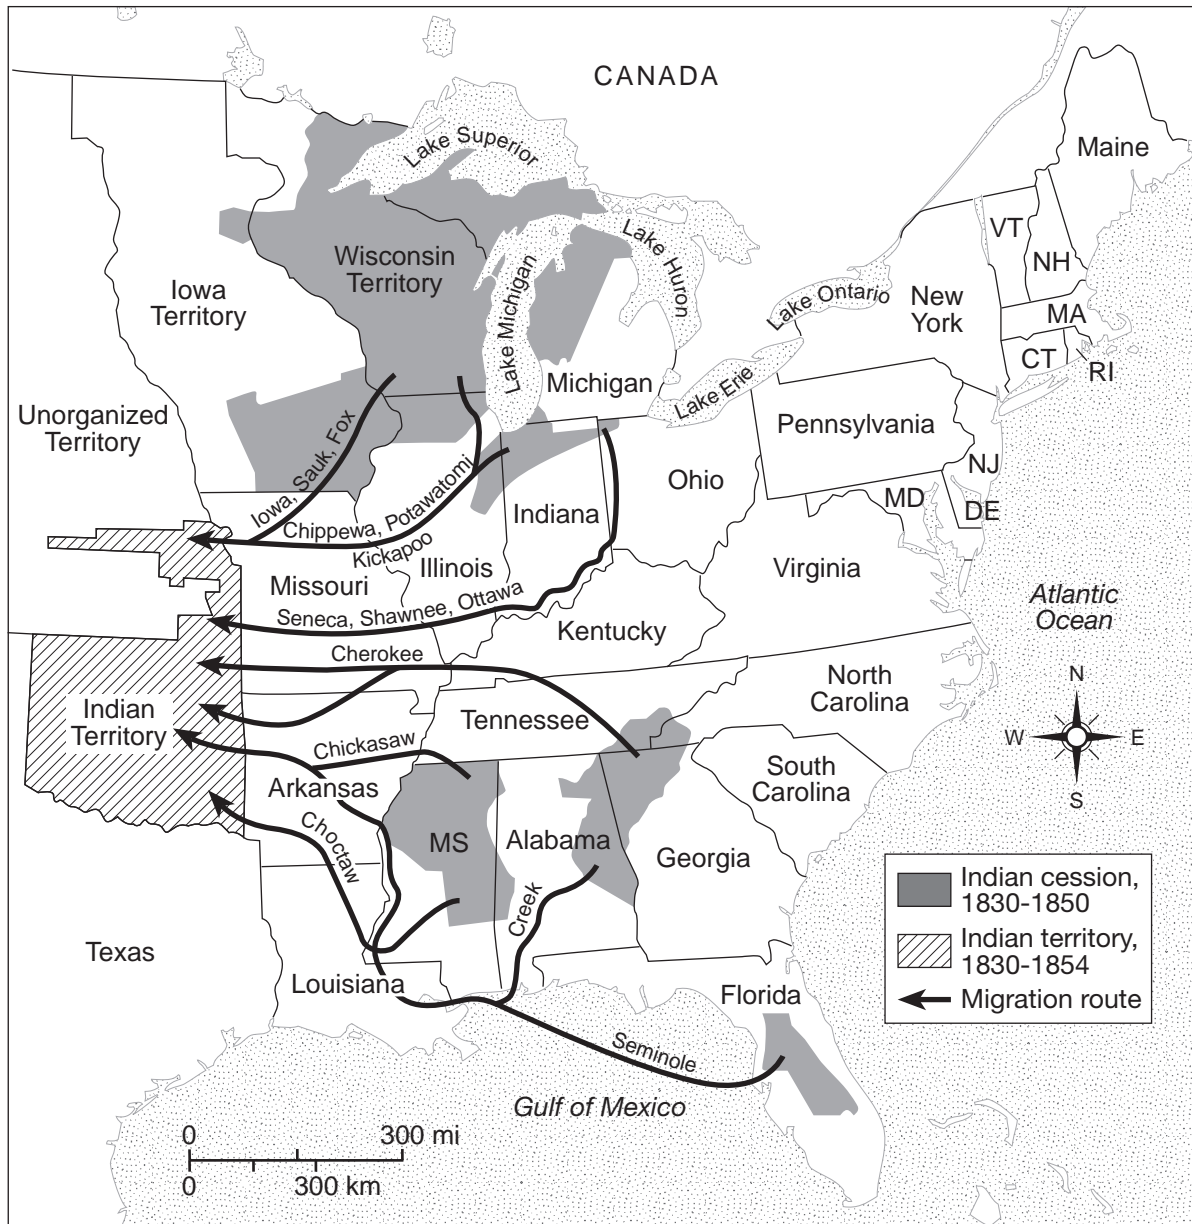 CANADA
Lake Superior
Maine
VT
Lake Huron
Wisconsin
Territory
NH
Lake Michigan
Iowa
Territory
Lake Ontario
New
York
MA
CT
RI
Michigan
Lake Erie
Unorganized
Territory
Pennsylvania
Iowa, Sauk, Fox
NJ
Ohio
MD
DE
Chippewa, Potawatomi
Kickapoo
Indiana
Illinois
Missouri
Virginia
Seneca, Shawnee, Ottawa
Atlantic
Ocean
Kentucky
Cherokee
N
W
E
S
North
Carolina
Indian
Territory
Tennessee
Chickasaw
South
Carolina
Arkansas
Choctaw
MS
Alabama
Georgia
Creek
Indian cession,
1830-1850
Indian territory,
1830-1854
Migration route
Texas
Louisiana
Florida
Seminole
Gulf of Mexico
0
300 mi
0
300 km